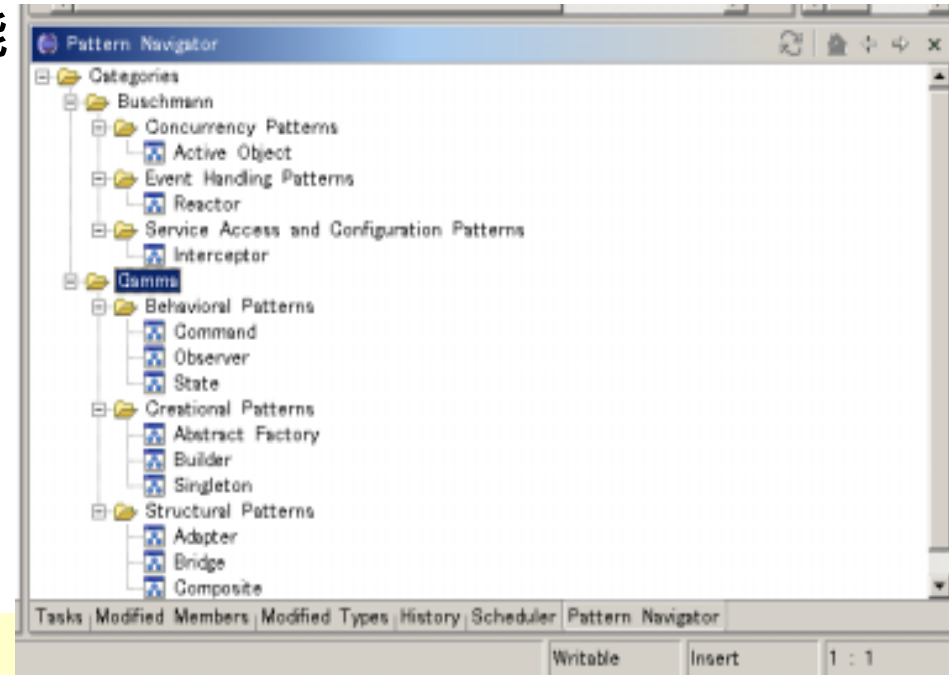 Pattern Navigator
Categories
Buschmann
Concurrency Patterns
Active Object
Event Handling Patterns
Reactor
Service Access and Configuration Patterns
Interceptor
Gamma
Behavioral Patterns
Command
Observer
State
Creational Patterns
Abstract Factory
Builder
Singleton
Structural Patterns
Adapter
Bridge
Composite
Tasks Modified Members Modified Types History Scheduler Pattern Navigator
Writable Insert 1 : 1